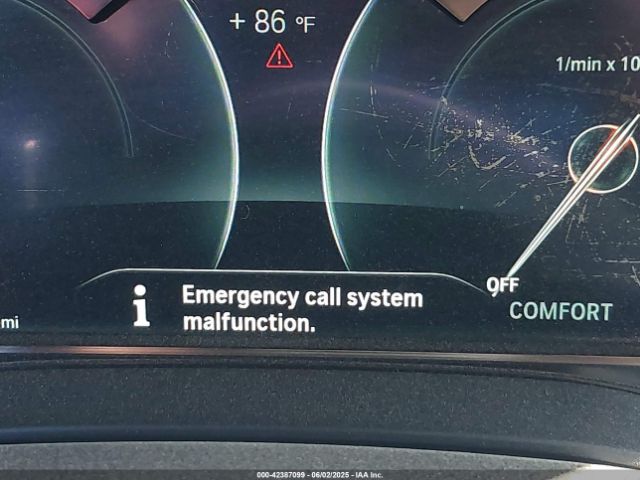 + 86 °F
1/min x 10
OFF
COMFORT
Emergency call system
malfunction.
mi
000-42387099 - 06/02/2025 - IAA Inc.